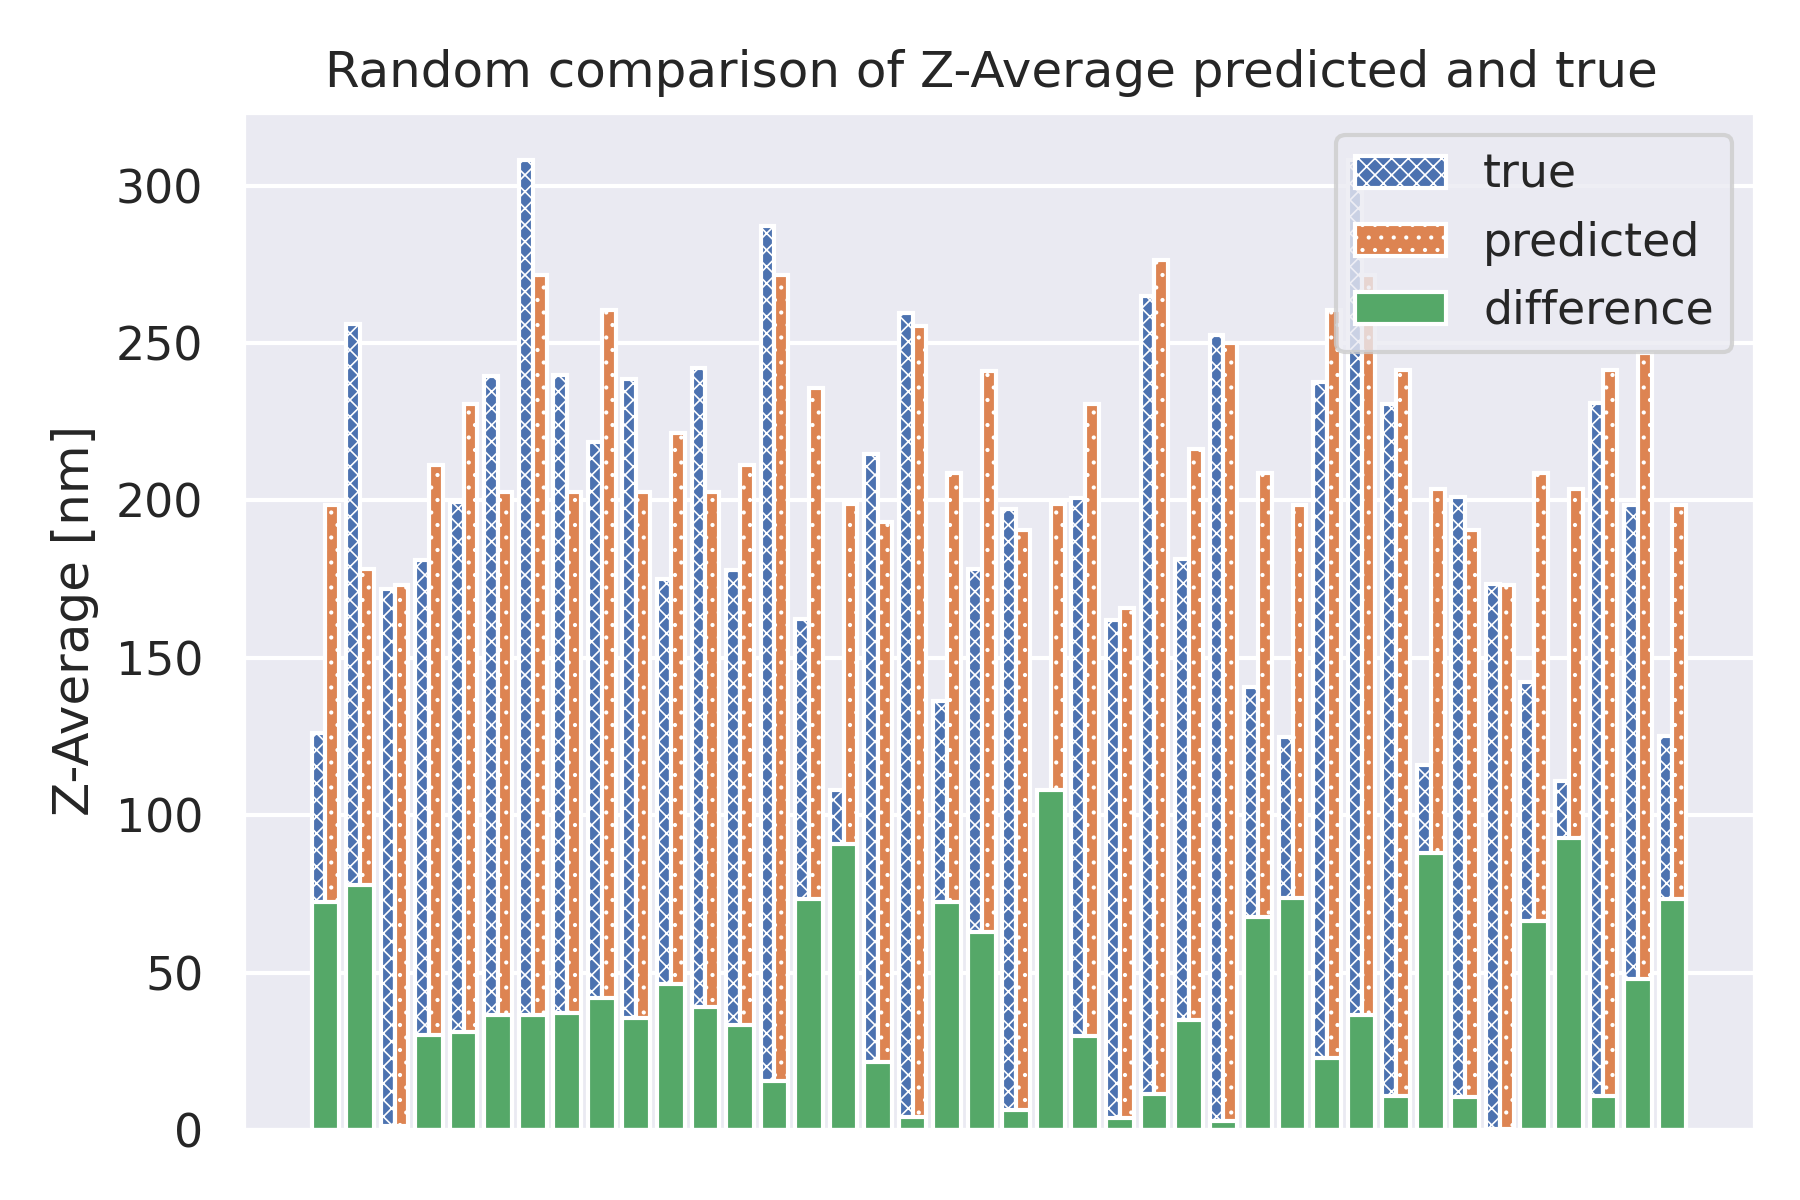 Random comparison of Z-Average predicted and true
Z-Average [nm]
300
250
200
150
100
50
0
true
predicted
difference